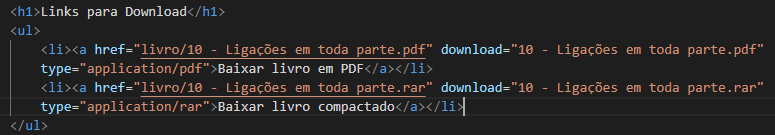 <h1>Links para Download</h1>
<ul>
<li><a href="livro/10 - Ligações em toda parte.pdf" download="10 - Ligações em toda parte.pdf"
type="application/pdf">Baixar livro em PDF</a></li>
<li><a href="livro/10 - Ligações em toda parte.rar" download="10 - Ligações em toda parte.rar"
type="application/rar">Baixar livro compactado</a></li>
</ul>